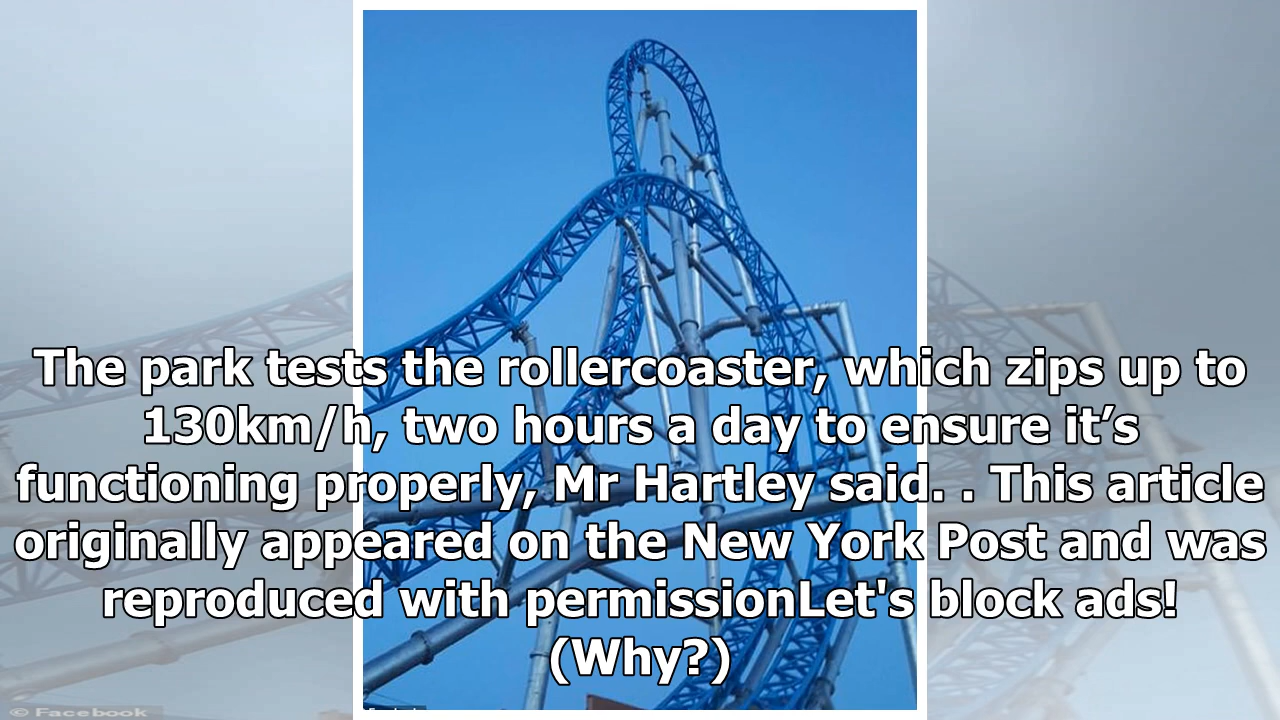 The park tests the rollercoaster, which zips up to
130km/h, two hours a day to ensure it’s
functioning properly, Mr Hartley said. . This article
originally appeared on the New York Post and was
reproduced with permissionLet's block ads!
(Why?)
© Facebook